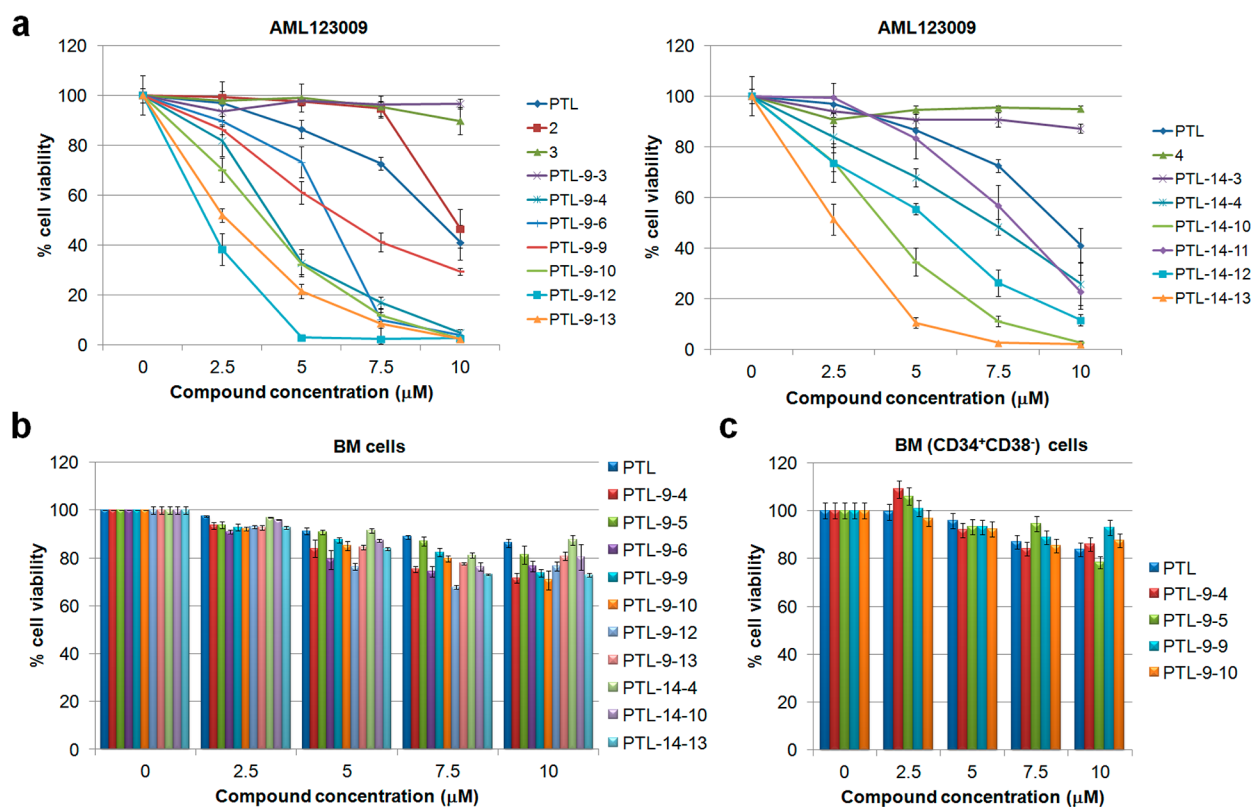 a
AML123009
120
100
80
60
40
20
0
% cell viability
0 2.5 5 7.5 10
Compound concentration (μM)
PTL
2
3
PTL-9-3
PTL-9-4
PTL-9-6
PTL-9-9
PTL-9-10
PTL-9-12
PTL-9-13
AML123009
120
100
80
60
40
20
0
% cell viability
0 2.5 5 7.5 10
Compound concentration (μM)
PTL
4
PTL-14-3
PTL-14-4
PTL-14-10
PTL-14-11
PTL-14-12
PTL-14-13
b
BM cells
120
100
80
60
40
20
0
% cell viability
0 2.5 5 7.5 10
Compound concentration (μM)
PTL
PTL-9-4
PTL-9-5
PTL-9-6
PTL-9-9
PTL-9-10
PTL-9-12
PTL-9-13
PTL-14-4
PTL-14-10
PTL-14-13
c
BM (CD34⁺CD38⁻) cells
120
100
80
60
40
20
0
% cell viability
0 2.5 5 7.5 10
Compound concentration (μM)
PTL
PTL-9-4
PTL-9-5
PTL-9-9
PTL-9-10